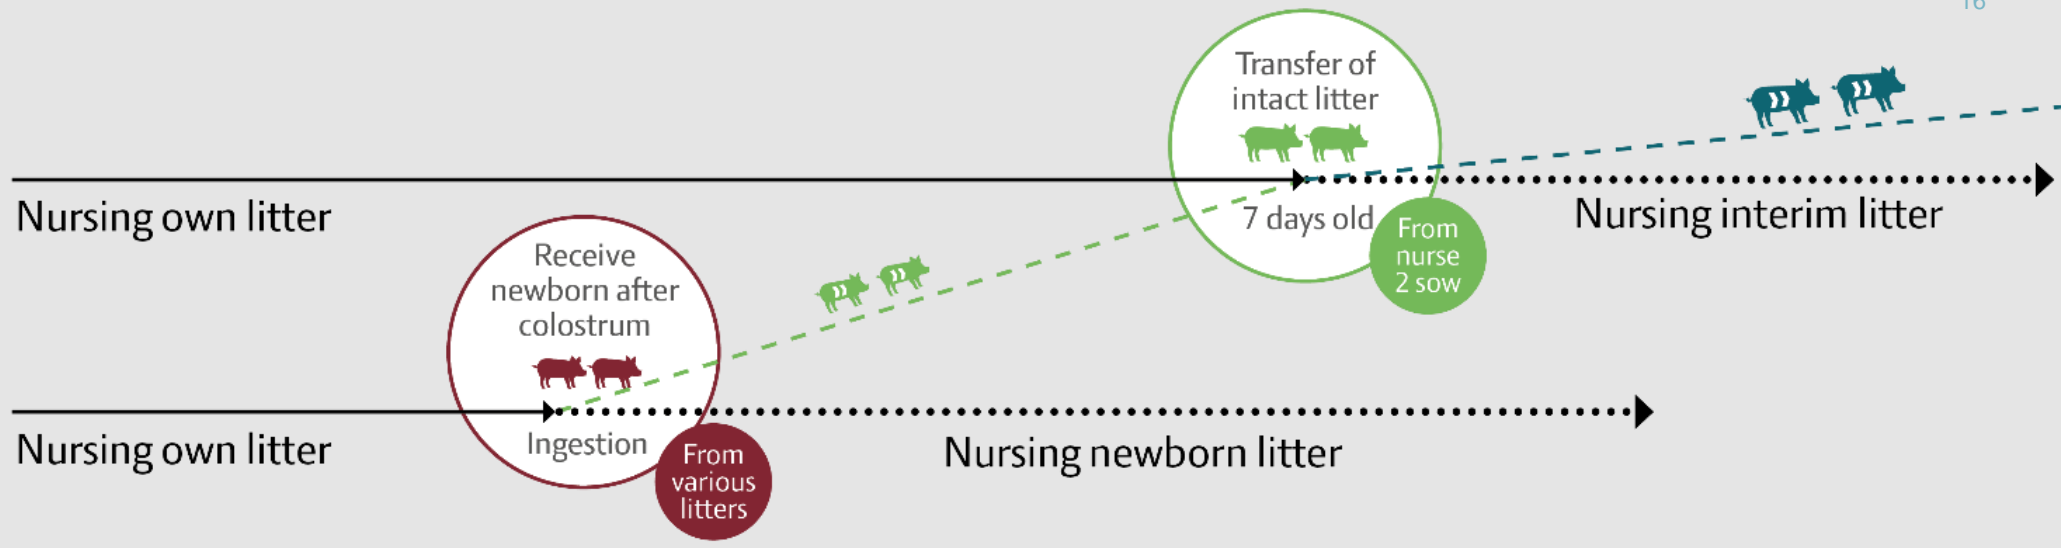 16
Transfer of
intact litter
7 days old
From
nurse
2 sow
Nursing own litter
Nursing interim litter
Receive
newborn after
colostrum
Ingestion
From
various
litters
Nursing own litter
Nursing newborn litter